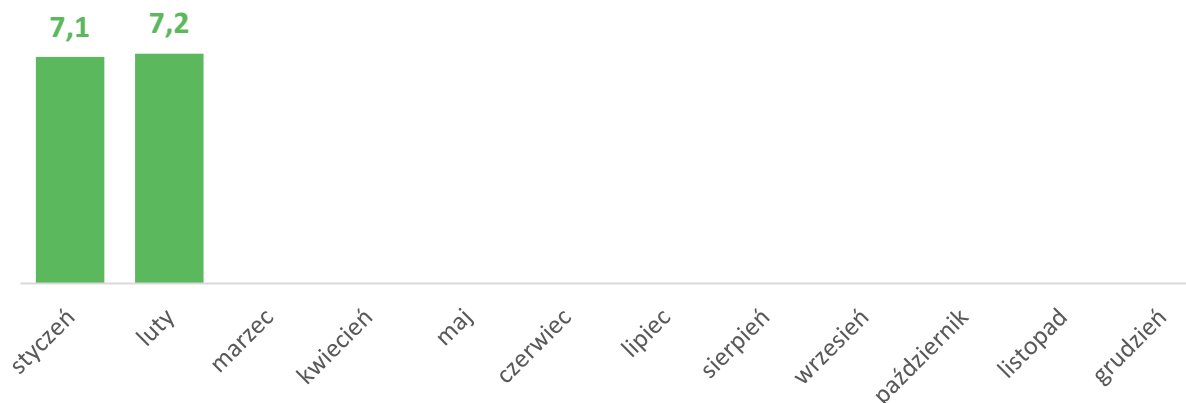 7,1
7,2
styczeń
luty
marzec
kwiecień
maj
czerwiec
lipiec
sierpień
wrzesień
październik
listopad
grudzień